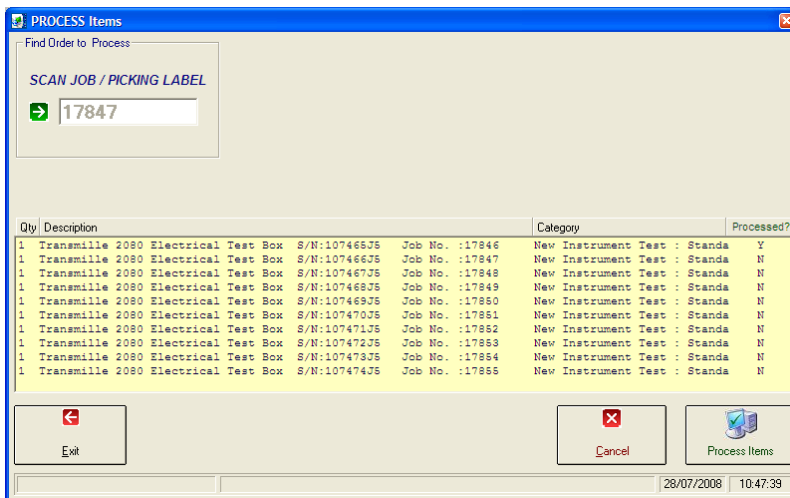 PROCESS Items
Find Order to Process
SCAN JOB / PICKING LABEL
17847
Qty Description Category Processed?
1 Transmille 2080 Electrical Test Box S/N:107465J5 Job No. :17846 New Instrument Test : Standa Y
1 Transmille 2080 Electrical Test Box S/N:107466J5 Job No. :17847 New Instrument Test : Standa N
1 Transmille 2080 Electrical Test Box S/N:107467J5 Job No. :17848 New Instrument Test : Standa N
1 Transmille 2080 Electrical Test Box S/N:107468J5 Job No. :17849 New Instrument Test : Standa N
1 Transmille 2080 Electrical Test Box S/N:107469J5 Job No. :17850 New Instrument Test : Standa N
1 Transmille 2080 Electrical Test Box S/N:107470J5 Job No. :17851 New Instrument Test : Standa N
1 Transmille 2080 Electrical Test Box S/N:107471J5 Job No. :17852 New Instrument Test : Standa N
1 Transmille 2080 Electrical Test Box S/N:107472J5 Job No. :17853 New Instrument Test : Standa N
1 Transmille 2080 Electrical Test Box S/N:107473J5 Job No. :17854 New Instrument Test : Standa N
1 Transmille 2080 Electrical Test Box S/N:107474J5 Job No. :17855 New Instrument Test : Standa N
Exit Cancel Process Items
28/07/2008 10:47:39